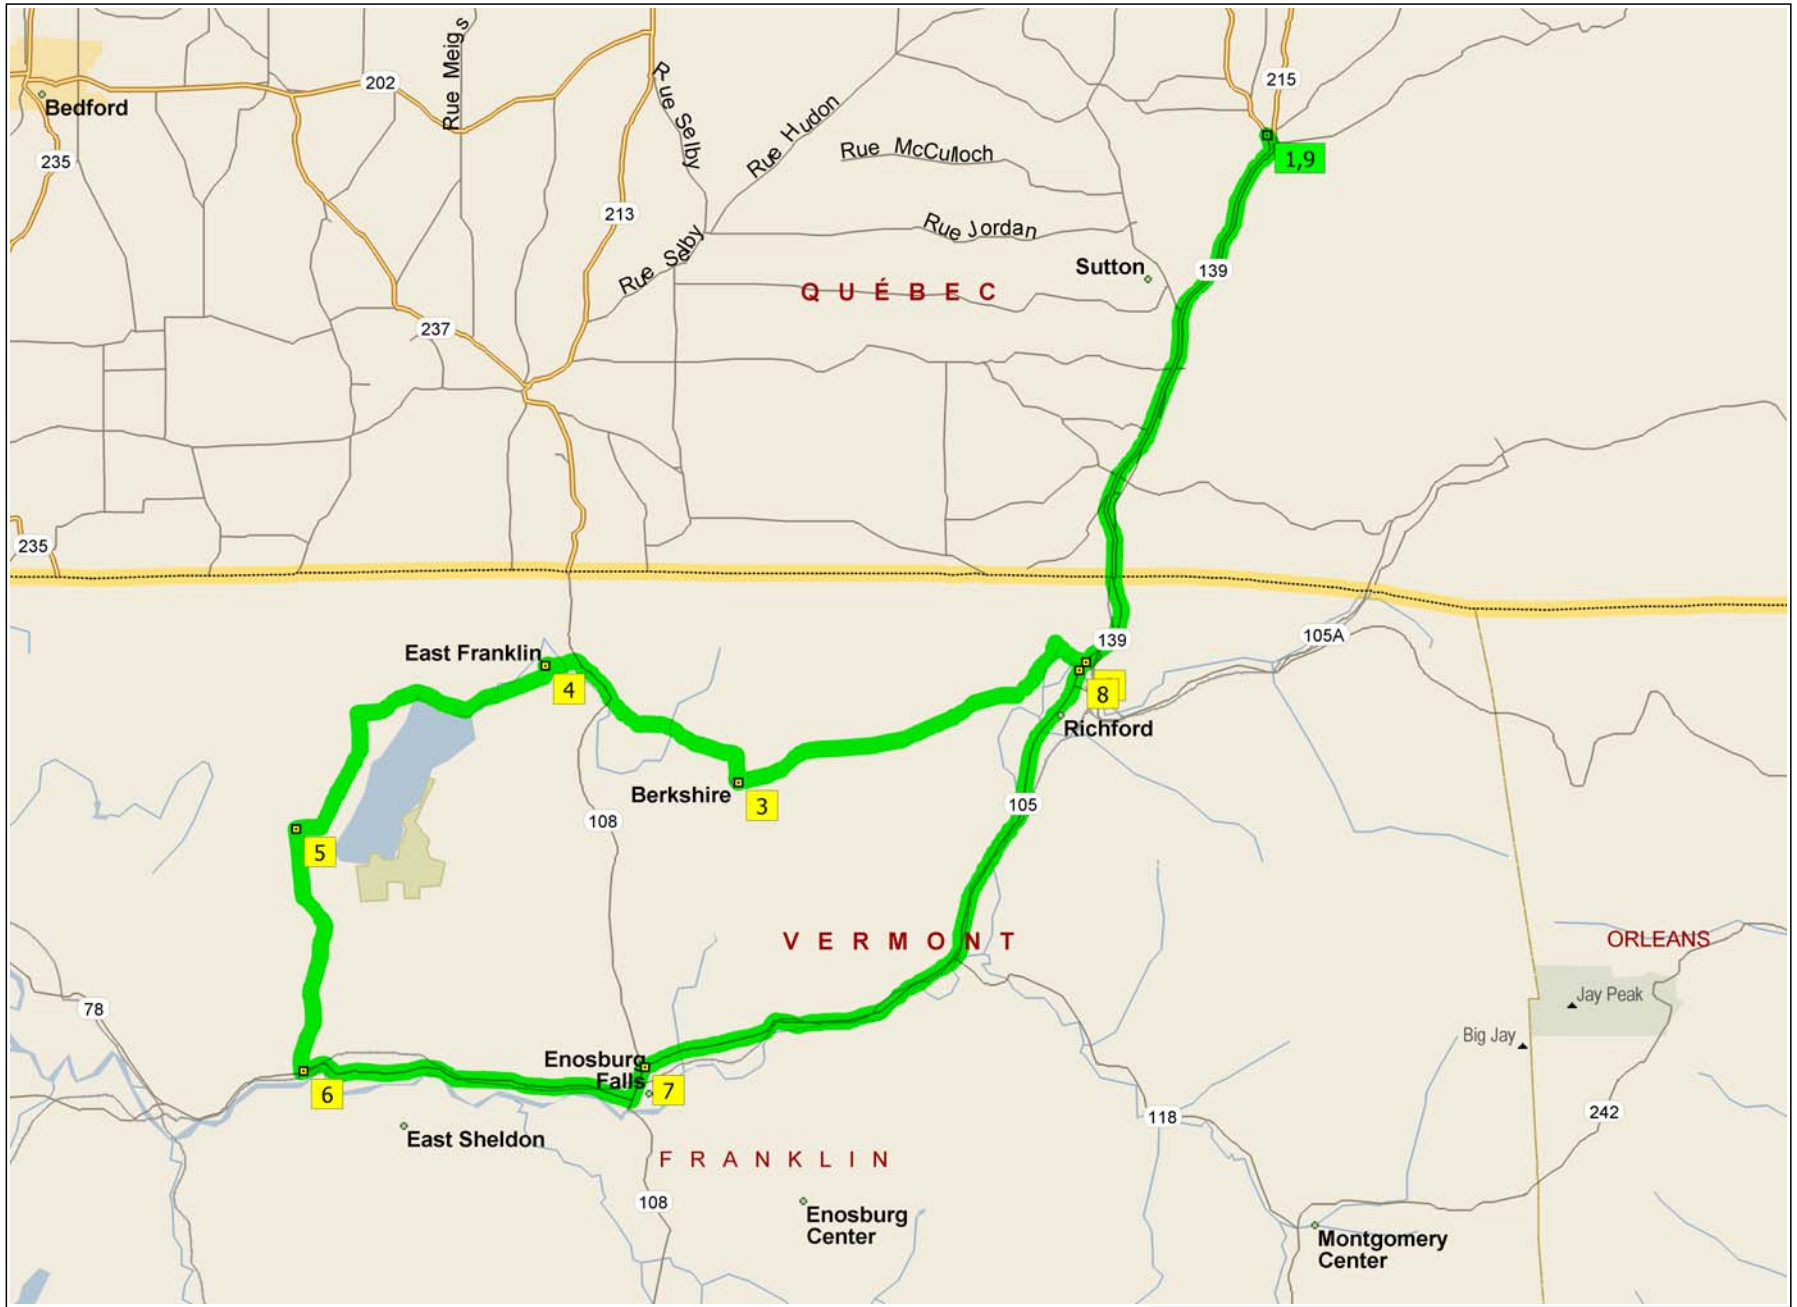 Rue Meigs
202
Bedford
235
Rue Selby
Rue Hudon
215
Rue McCulloch
1,9
213
Rue Jordan
Rue Selby
Sutton
139
QUÉBEC
237
235
139
105A
East Franklin
4
8
Richford
Berkshire
3
105
108
5
VERMONT
ORLEANS
78
Jay Peak
Big Jay
Enosburg
Falls
7
6
118
242
East Sheldon
FRANKLIN
108
Enosburg
Center
Montgomery
Center